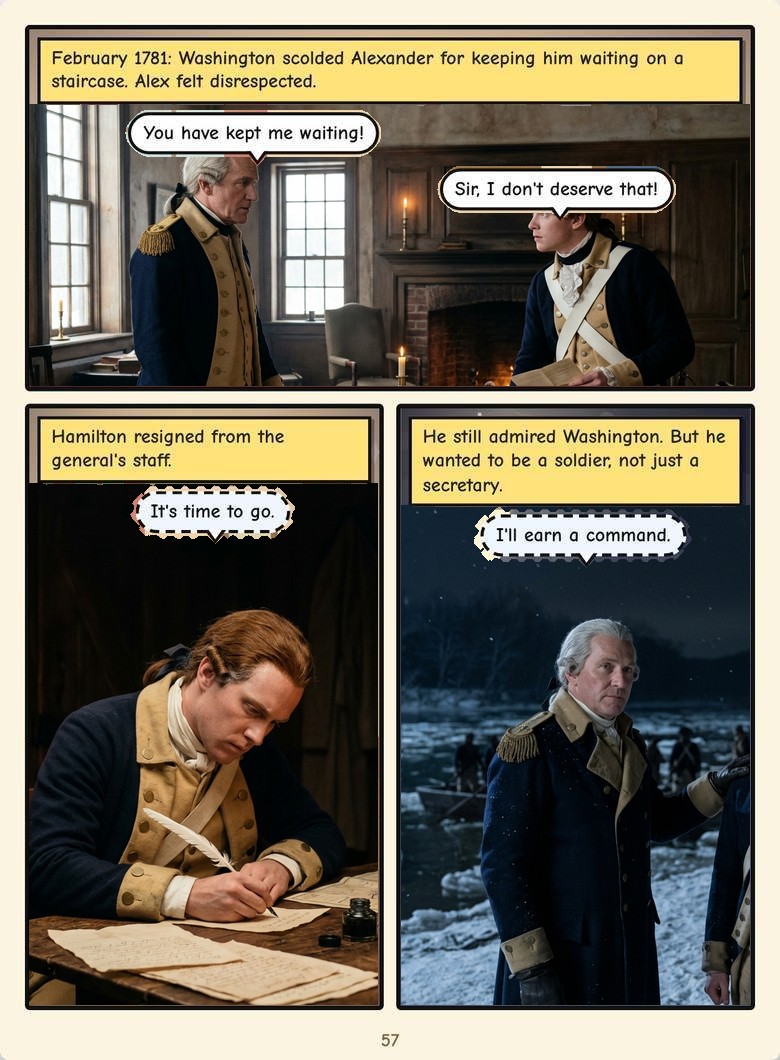 February 1781: Washington scolded Alexander for keeping him waiting on a
staircase. Alex felt disrespected.
You have kept me waiting!
Sir, I don't deserve that!
Hamilton resigned from the
general's staff.
It's time to go.
He still admired Washington. But he
wanted to be a soldier, not just a
secretary.
I'll earn a command.
57